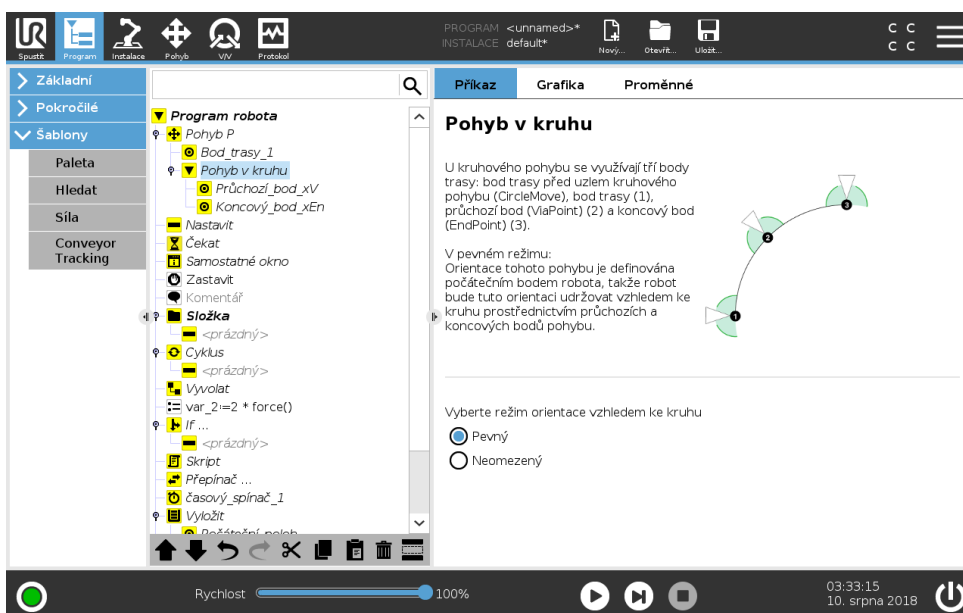 UR
Spustit
Program
Instalace
Pohyb
V/V
Protokol
PROGRAM <unnamed>*
INSTALACE default*
Nový...
Otevřít...
Uložit...
C C
C C
Základní
Pokročilé
Šablony
Paleta
Hledat
Síla
Conveyor
Tracking
Program robota
Pohyb P
Bod_trasy_1
Pohyb v kruhu
Průchozí_bod_xV
Koncový_bod_xEn
Nastavit
Čekat
Samostatné okno
Zastavit
Komentář
Složka
<prázdný>
Cyklus
<prázdný>
Vyvolat
var_2:=2 * force()
If ...
<prázdný>
Skript
Přepínač ...
časový_spínač_1
Vyložit
Příkaz
Grafika
Proměnné
Pohyb v kruhu
U kruhového pohybu se využívají tří body
trasy: bod trasy před uzlem kruhového
pohybu (CircleMove), bod trasy (1),
průchozí bod (ViaPoint) (2) a koncový bod
(EndPoint) (3).
V pevném režimu:
Orientace tohoto pohybu je definována
počátečním bodem robota, takže robot
bude tuto orientaci udržovat vzhledem ke
kruhu prostřednictvím průchozích a
koncových bodů pohybu.
3
2
1
Vyberte režim orientace vzhledem ke kruhu
Pevný
Neomezený
Rychlost
100%
03:33:15
10. srpna 2018